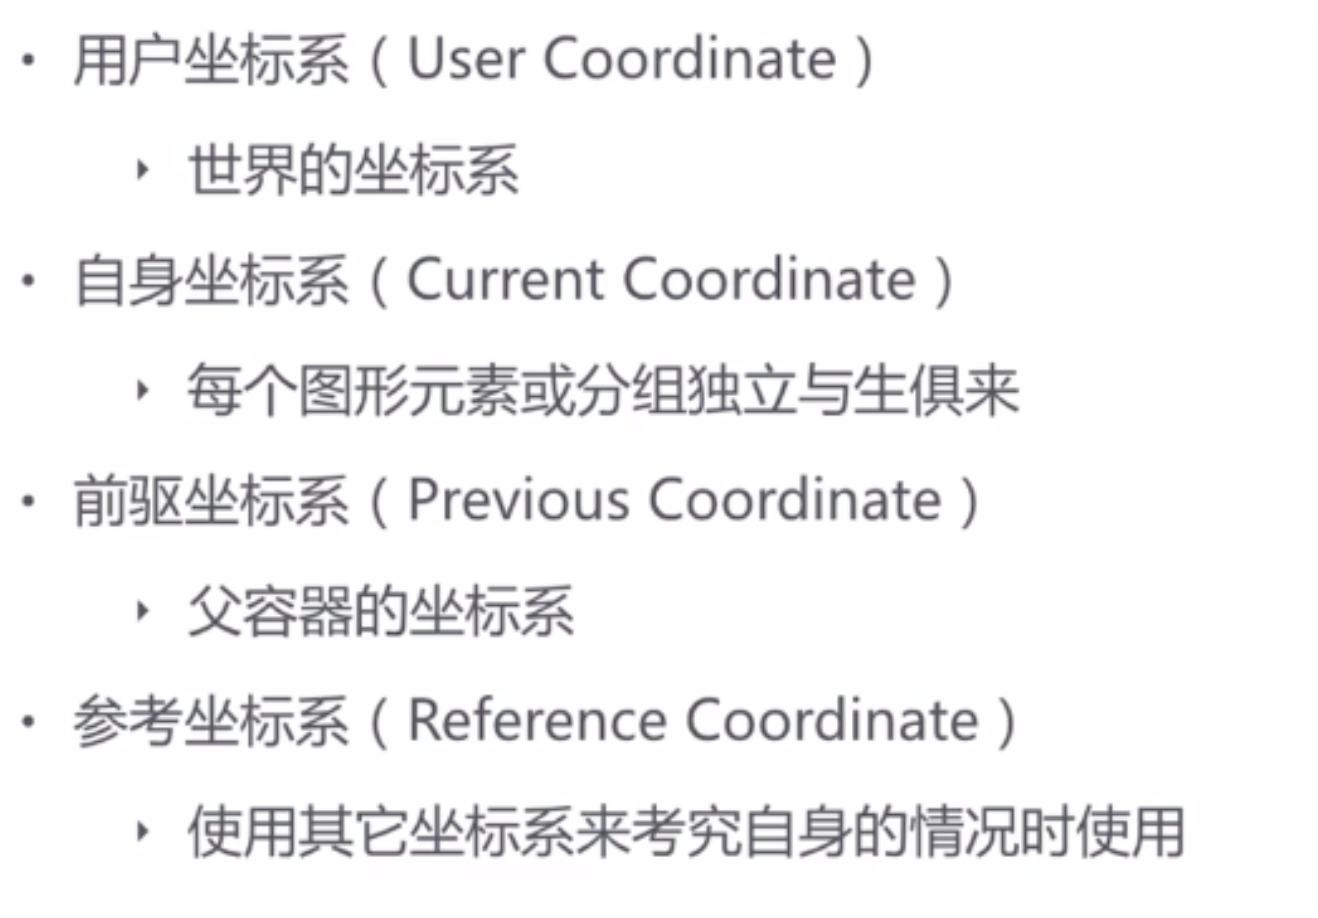 • 用户坐标系（User Coordinate）
‣ 世界的坐标系
• 自身坐标系（Current Coordinate）
‣ 每个图形元素或分组独立与生俱来
• 前驱坐标系（Previous Coordinate）
‣ 父容器的坐标系
• 参考坐标系（Reference Coordinate）
‣ 使用其它坐标系来考究自身的情况时使用